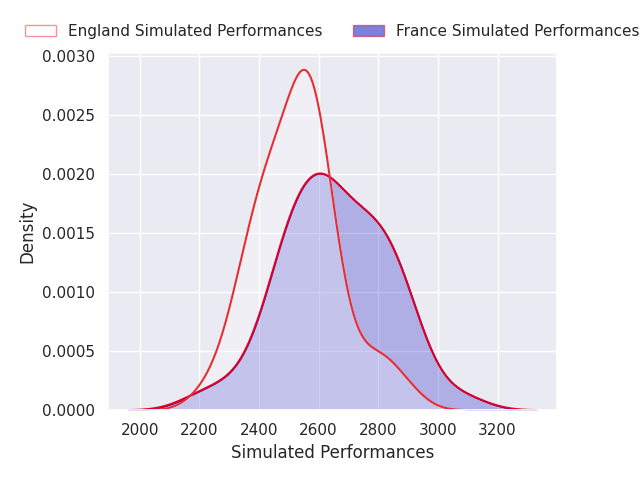 England Simulated Performances
France Simulated Performances
0.0030
0.0025
0.0020
0.0015
0.0010
0.0005
0.0000
Density
2000 2200 2400 2600 2800 3000 3200
Simulated Performances